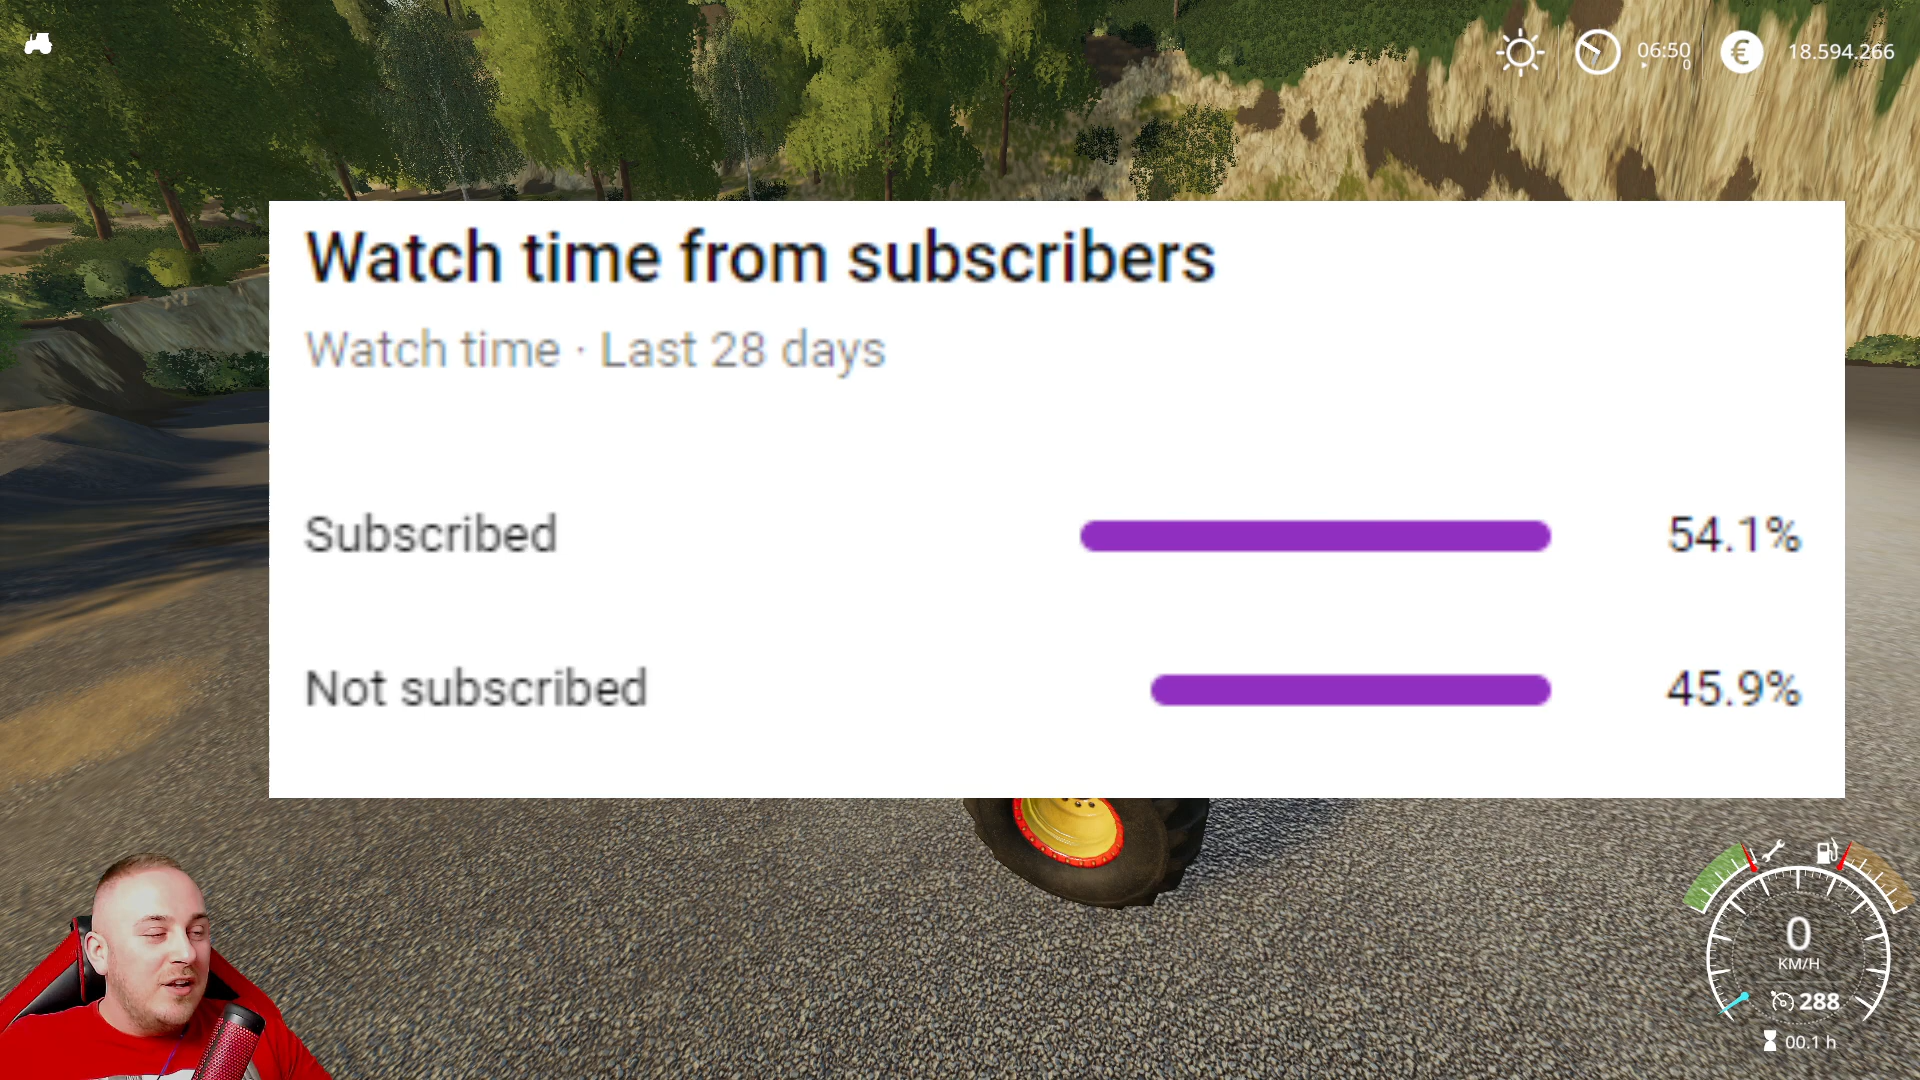 06:50
0
18.594.266
Watch time from subscribers
Watch time · Last 28 days
Subscribed 54.1%
Not subscribed 45.9%
0
KM/H
288
00.1 h